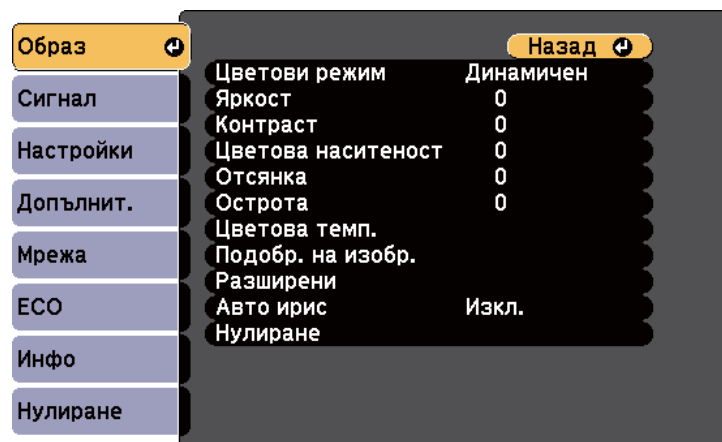 Образ
Сигнал
Настройки
Допълнит.
Мрежа
ECO
Инфо
Нулиране
Назад
Цветови режим Динамичен
Яркост 0
Контраст 0
Цветова наситеност 0
Отсянка 0
Острота 0
Цветова темп.
Подобр. на изобр.
Разширени
Авто ирис Изкл.
Нулиране